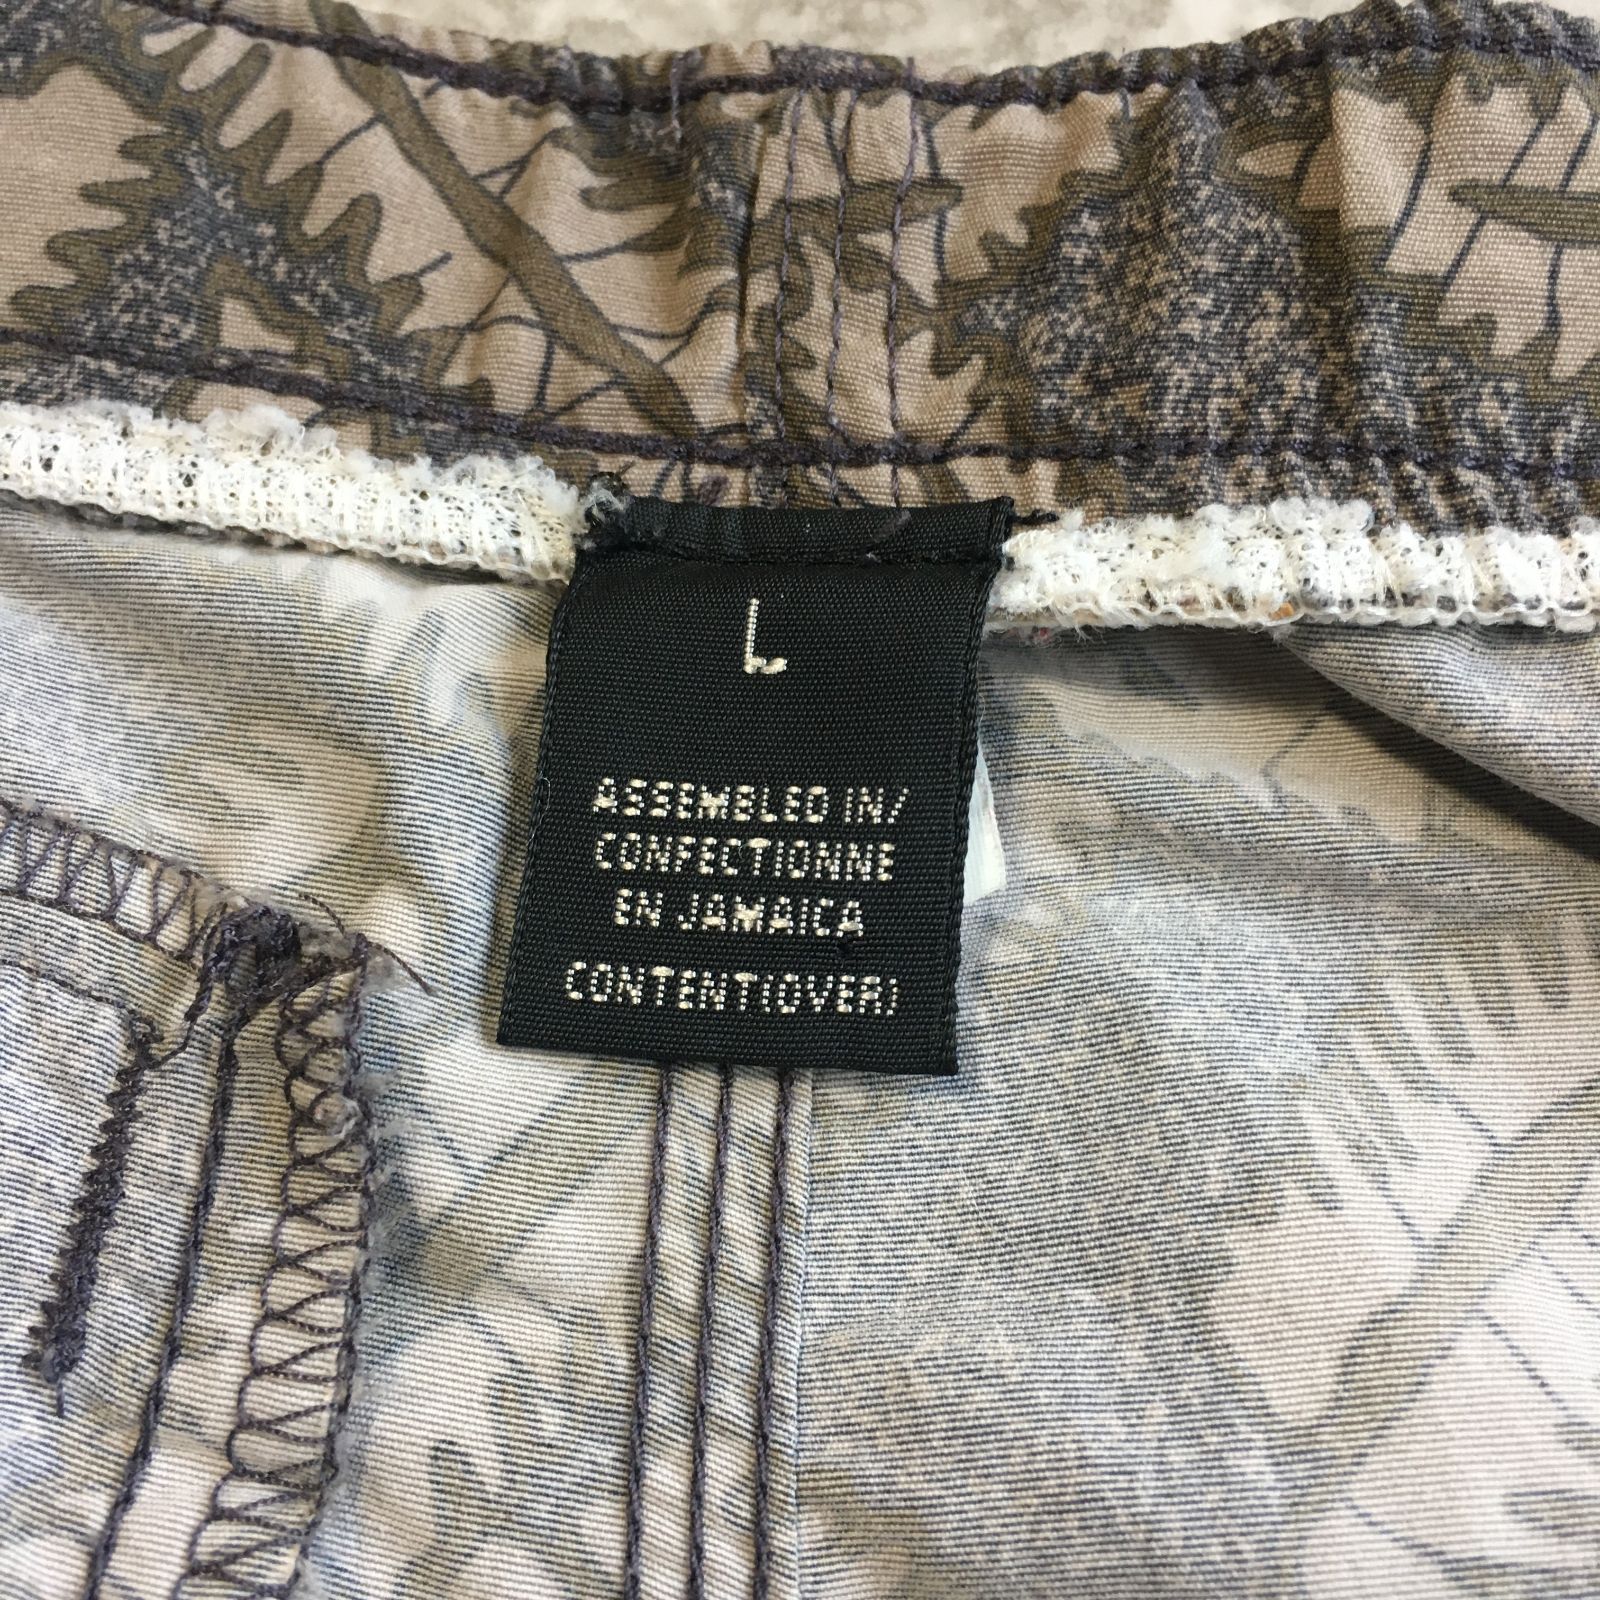 L
ASSEMBLED IN/
CONFECTIONNE
EN JAMAICA
CONTENT(OVER)